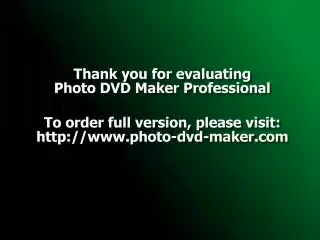 Thank you for evaluating
Photo DVD Maker Professional
To order full version, please visit:
http://www.photo-dvd-maker.com